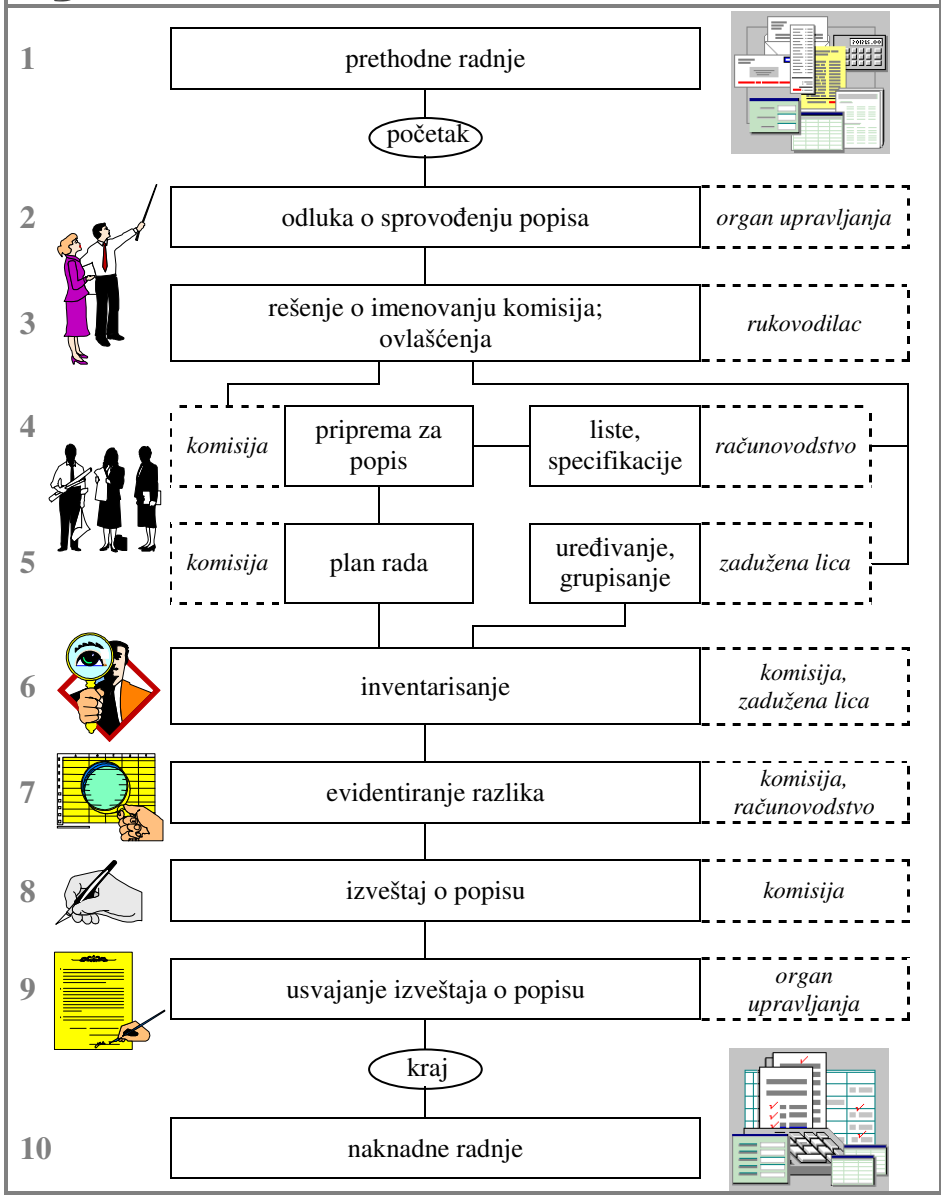 1
prethodne radnje
početak
2
odluka o sprovođenju popisa
organ upravljanja
3
rešenje o imenovanju komisija;
ovlašćenja
rukovodilac
4
komisija
priprema za
popis
liste,
specifikacije
računovodstvo
5
komisija
plan rada
uređivanje,
grupisanje
zadužena lica
6
inventarisanje
komisija,
zadužena lica
7
evidentiranje razlika
komisija,
računovodstvo
8
izveštaj o popisu
komisija
9
usvajanje izveštaja o popisu
organ
upravljanja
kraj
10
naknadne radnje